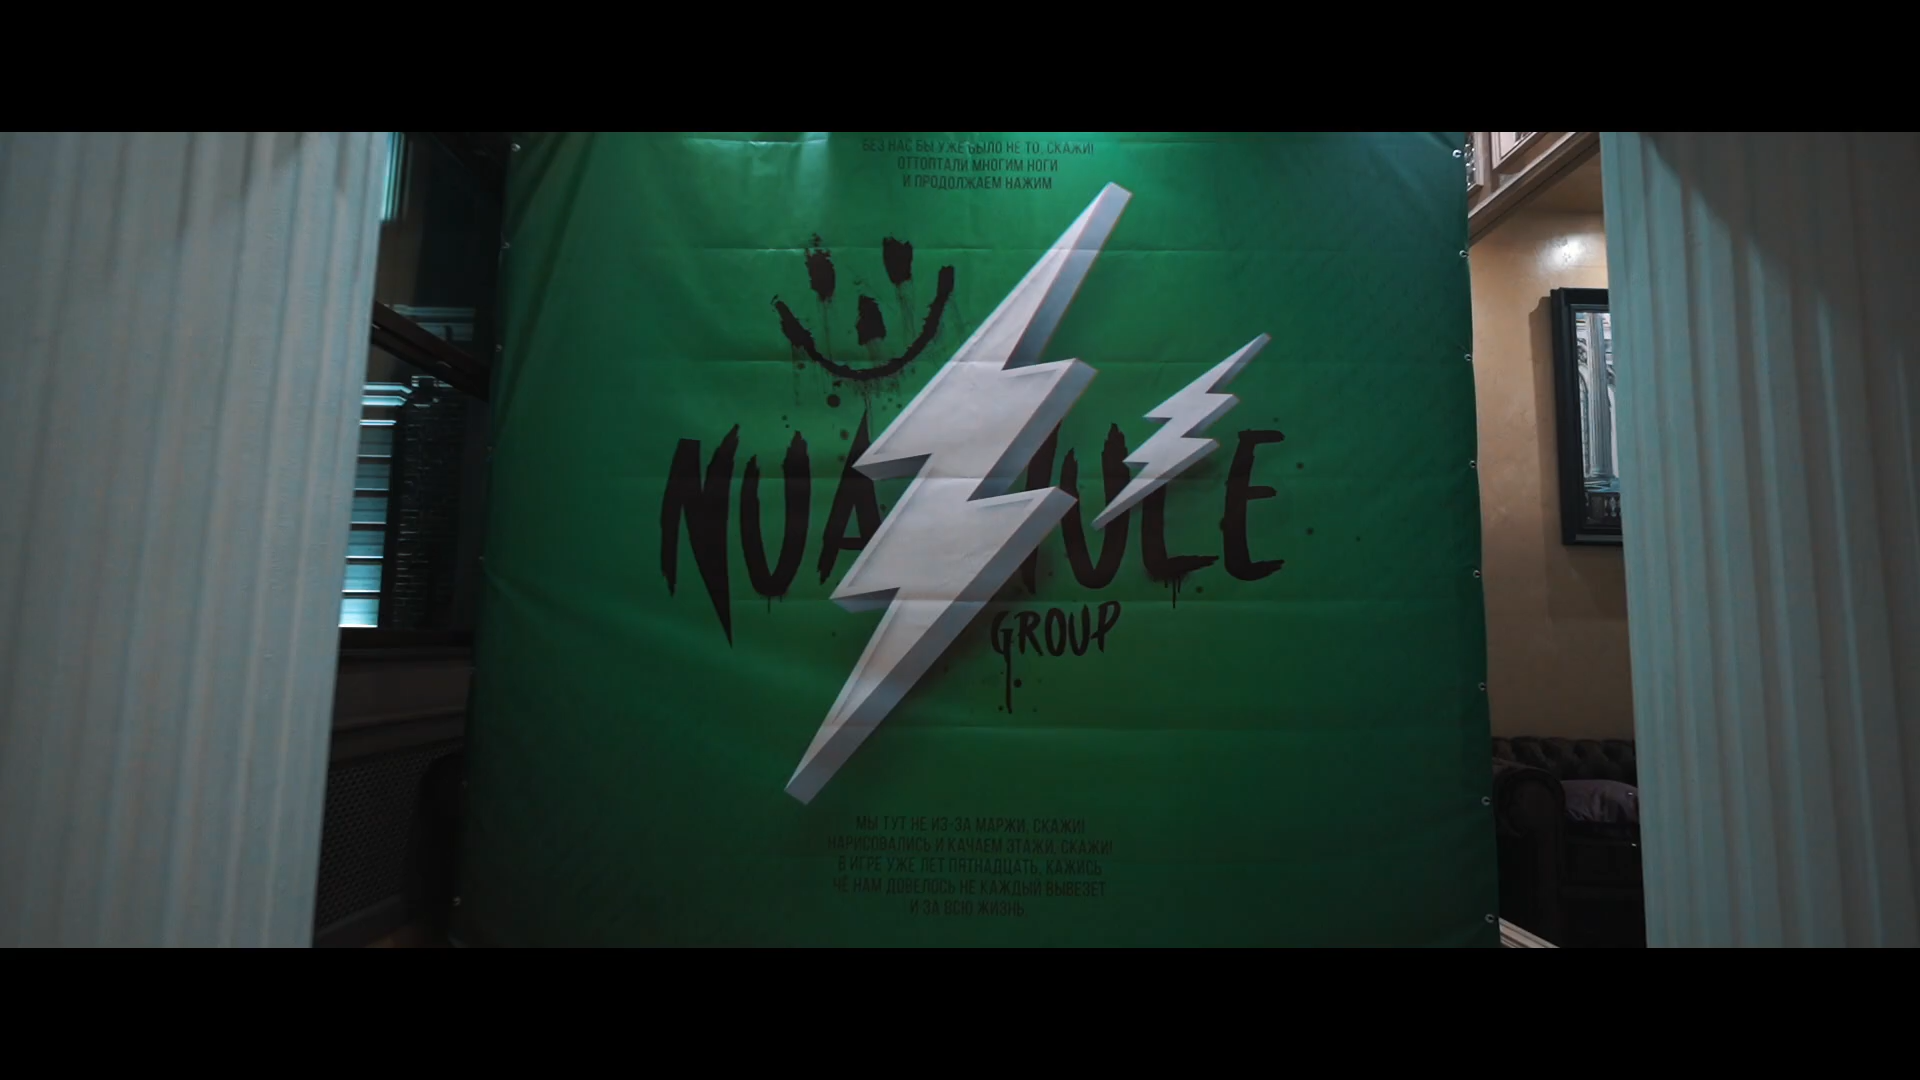 БЕЗ НАС БЫ УЖЕ БЫЛО НЕ ТО, СКАЖИ!
ОТТОПТАЛИ МНОГИМ НОГИ
И ПРОДОЛЖАЕМ НАЖИМ
GROUP
МЫ ТУТ НЕ ИЗ-ЗА МАРЖИ, СКАЖИ!
НАРИСОВАЛИСЬ И КАЧАЕМ ЭТАЖИ, СКАЖИ!
В ИГРЕ УЖЕ ЛЕТ ПЯТНАДЦАТЬ, КАЖИСЬ
ЧЁ НАМ ДОВЕЛОСЬ НЕ КАЖДЫЙ ВЫВЕЗЕТ
И ЗА ВСЮ ЖИЗНЬ